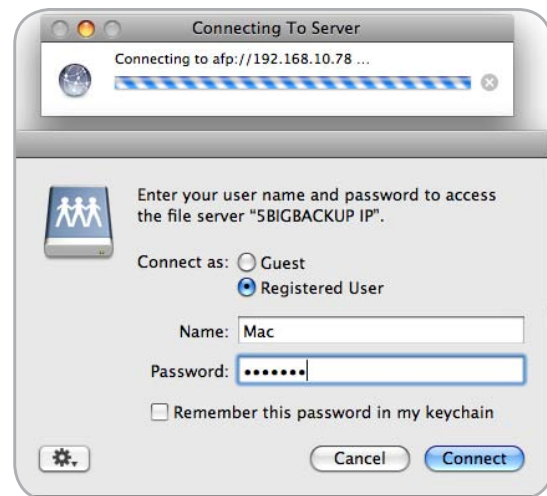 Connecting To Server
Connecting to afp://192.168.10.78 ...
Enter your user name and password to access
the file server “5BIGBACKUP IP”.
Connect as: Guest
Registered User
Name: Mac
Password: •••••••
Remember this password in my keychain
Cancel Connect